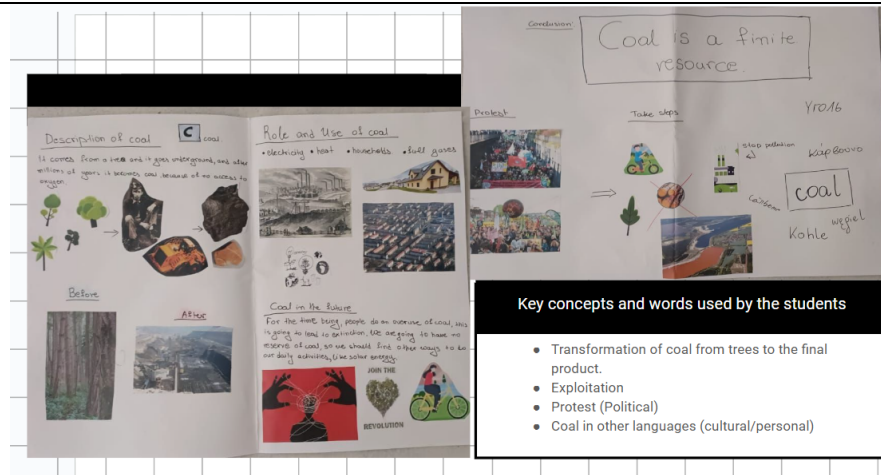 Description of coal
C coal
It comes from a tree and it goes underground, and after
millions of years it becomes coal because of no access to
oxygen.
Before
After
Role and Use of coal
• electricity • heat • households • fuel gases
Coal in the future
For the time being, people do an overuse of coal, this
is going to lead to extinction. We are going to have no
reserve of coal, so we should find other ways to do
our daily activities, like solar energy.
JOIN THE
REVOLUTION
Conclusion:
Coal is a finite
resource.
Protest
Take steps
stop pollution
Κάρβουνο
coal
Kohle
węgiel
Key concepts and words used by the students
● Transformation of coal from trees to the final
product.
● Exploitation
● Protest (Political)
● Coal in other languages (cultural/personal)